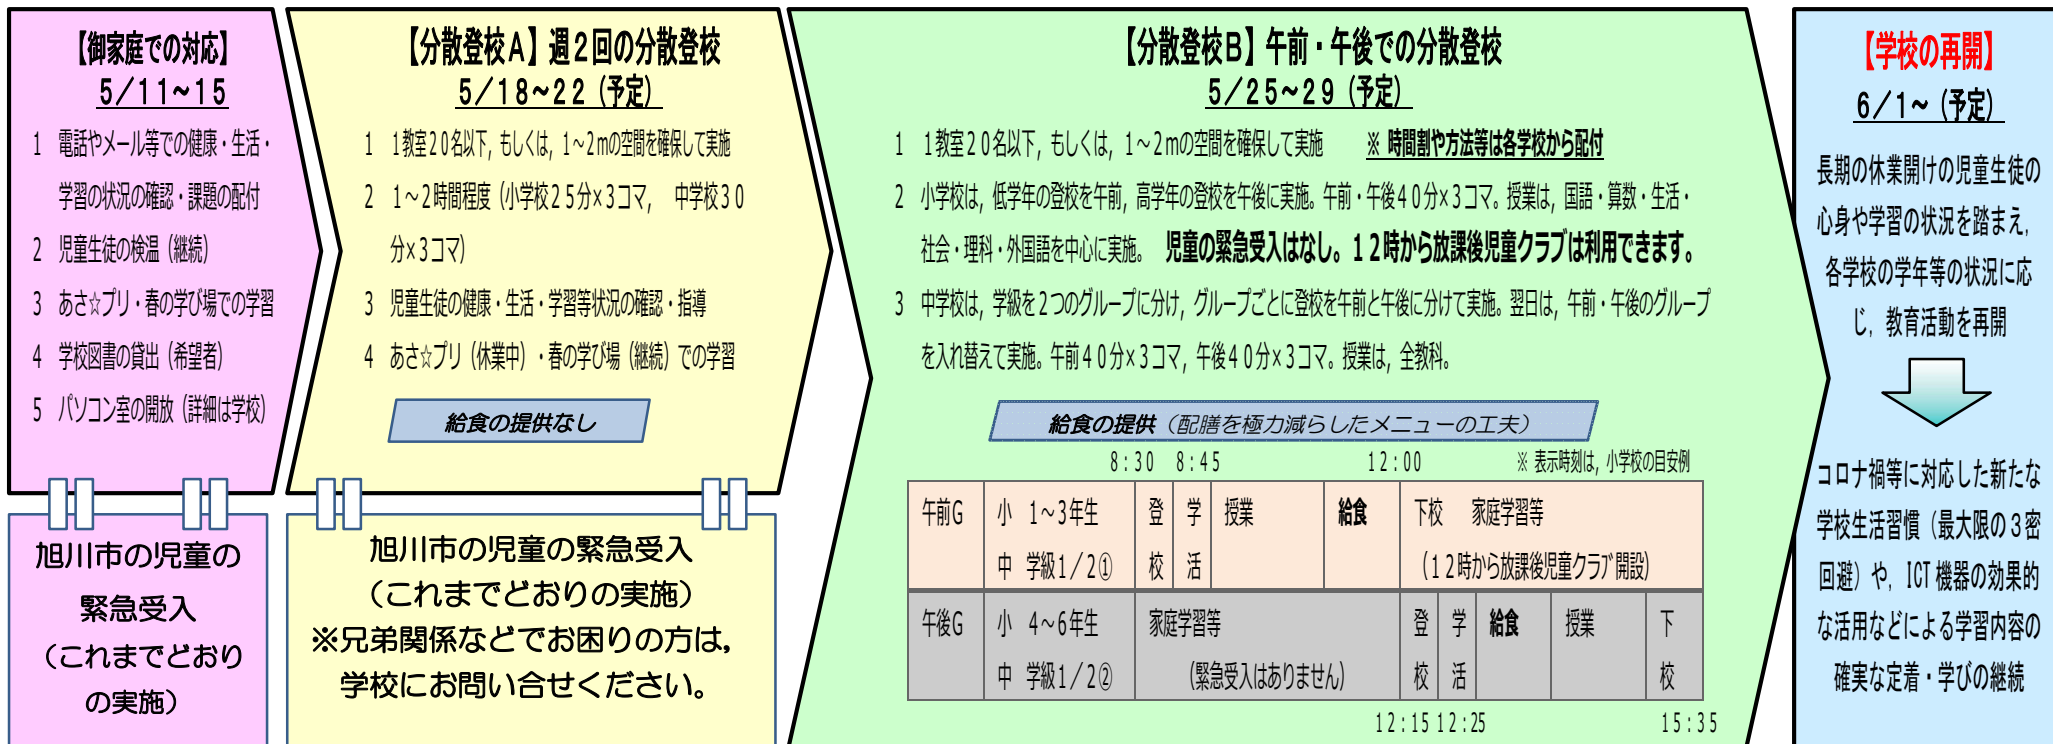 【御家庭での対応】
5／11~15
1 電話やメール等での健康・生活・
学習の状況の確認・課題の配付
2 児童生徒の検温（継続）
3 あさ☆プリ・春の学び場での学習
4 学校図書の貸出（希望者）
5 パソコン室の開放（詳細は学校）
旭川市の児童の
緊急受入
（これまでどおり
の実施）
【分散登校Ａ】週２回の分散登校
5／18~22（予定）
1 1教室20名以下，もしくは，1～2mの空間を確保して実施
2 1～2時間程度（小学校25分×3コマ， 中学校30
分×3コマ）
3 児童生徒の健康・生活・学習等状況の確認・指導
4 あさ☆プリ（休業中）・春の学び場（継続）での学習
給食の提供なし
旭川市の児童の緊急受入
（これまでどおりの実施）
※兄弟関係などでお困りの方は，
学校にお問い合せください。
【分散登校Ｂ】午前・午後での分散登校
5／25~29（予定）
1 1教室20名以下，もしくは，1～2mの空間を確保して実施 ※ 時間割や方法等は各学校から配付
2 小学校は，低学年の登校を午前，高学年の登校を午後に実施。午前・午後40分×3コマ。授業は，国語・算数・生活・
社会・理科・外国語を中心に実施。 児童の緊急受入はなし。12時から放課後児童クラブは利用できます。
3 中学校は，学級を2つのグループに分け，グループごとに登校を午前と午後に分けて実施。翌日は，午前・午後のグループ
を入れ替えて実施。午前40分×3コマ，午後40分×3コマ。授業は，全教科。
給食の提供（配膳を極力減らしたメニューの工夫）
8：30 8：45 12：00 ※ 表示時刻は，小学校の目安例
午前G 小 1～3年生 登 学 授業 給食 下校 家庭学習等
中 学級1／2① 校 活 （12時から放課後児童クラブ開設）
午後G 小 4～6年生 家庭学習等 登 学 給食 授業 下
中 学級1／2② （緊急受入はありません） 校 活 校
12：15 12：25 15：35
【学校の再開】
6／1~（予定）
長期の休業開けの児童生徒の
心身や学習の状況を踏まえ，
各学校の学年等の状況に応
じ，教育活動を再開
コロナ禍等に対応した新たな
学校生活習慣（最大限の３密
回避）や，ICT機器の効果的
な活用などによる学習内容の
確実な定着・学びの継続